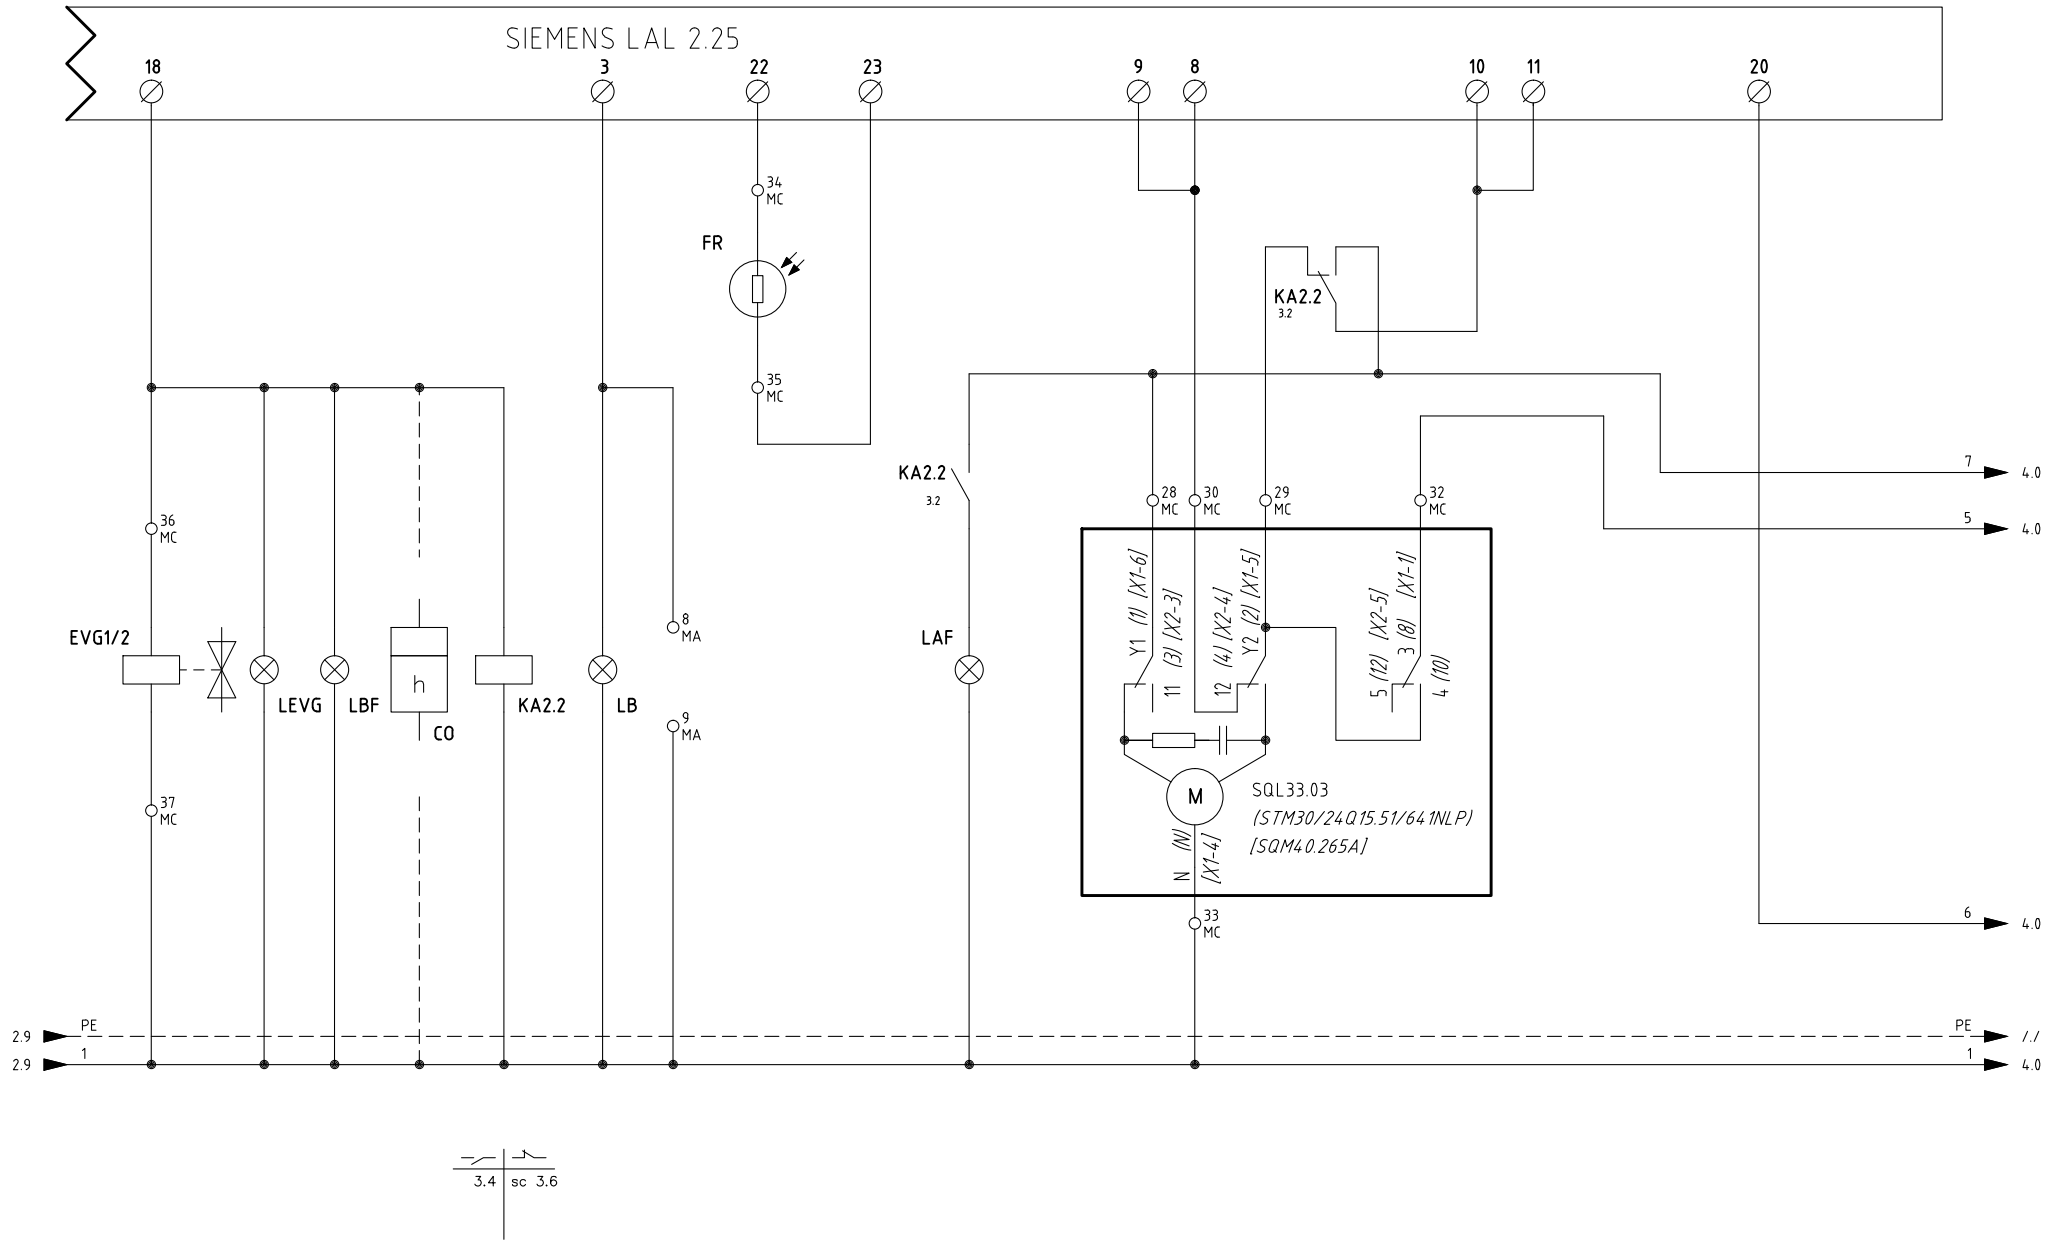 SIEMENS LAL 2.25
18
3
22
23
9
8
10
11
20
34
MC
FR
35
MC
KA2.2
3.2
KA2.2
3.2
7
4.0
5
4.0
28
MC
30
MC
29
MC
32
MC
36
MC
EVG1/2
LEVG
LBF
h
CO
KA2.2
LB
8
MA
9
MA
LAF
Y1 (1) [X1-6]
11 (3) [X2-3]
12 (4) [X2-4]
Y2 (2) [X1-5]
5 (12) [X2-5]
3 (8) [X1-1]
4 (10)
M
SQL33.03
(STM30/24Q15.51/641NLP)
[SQM40.265A]
N (N)
[X1-4]
37
MC
33
MC
6
4.0
2.9
PE
PE
/./
2.9
1
1
4.0
3.4 sc 3.6